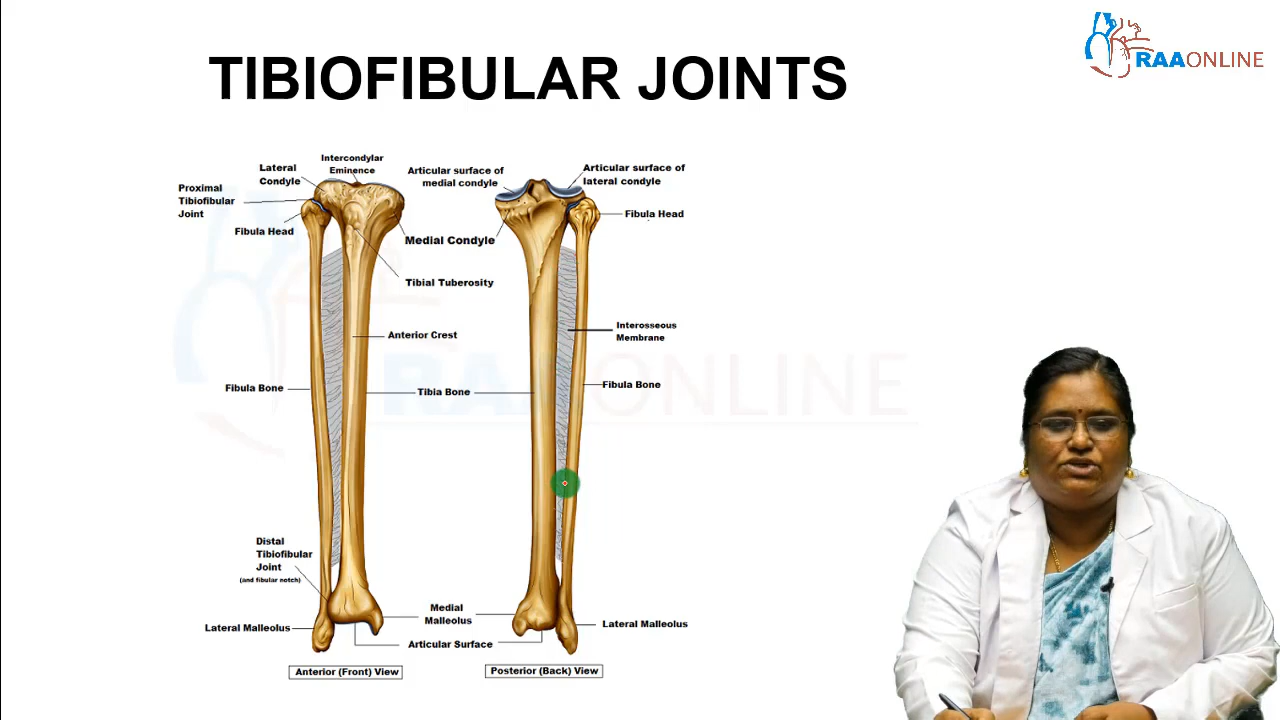 RAAONLINE
TIBIOFIBULAR JOINTS
Lateral
Condyle
Intercondylar
Eminence
Proximal
Tibiofibular
Joint
Fibula Head
Articular surface of
medial condyle
Articular surface of
lateral condyle
Fibula Head
Medial Condyle
Tibial Tuberosity
Anterior Crest
Interosseous
Membrane
Fibula Bone
Tibia Bone
Fibula Bone
RAAONLINE
Distal
Tibiofibular
Joint
(and fibular notch)
Lateral Malleolus
Medial
Malleolus
Lateral Malleolus
Articular Surface
Anterior (Front) View
Posterior (Back) View